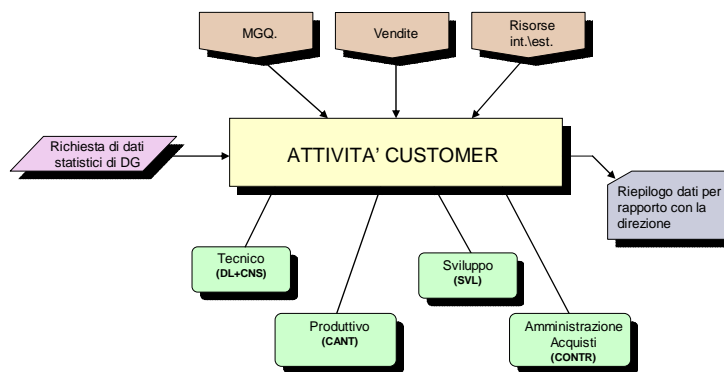 MGQ.
Vendite
Risorse
int.\est.
Richiesta di dati
statistici di DG
ATTIVITA' CUSTOMER
Riepilogo dati per
rapporto con la
direzione
Tecnico
(DL+CNS)
Sviluppo
(SVL)
Produttivo
(CANT)
Amministrazione
Acquisti
(CONTR)